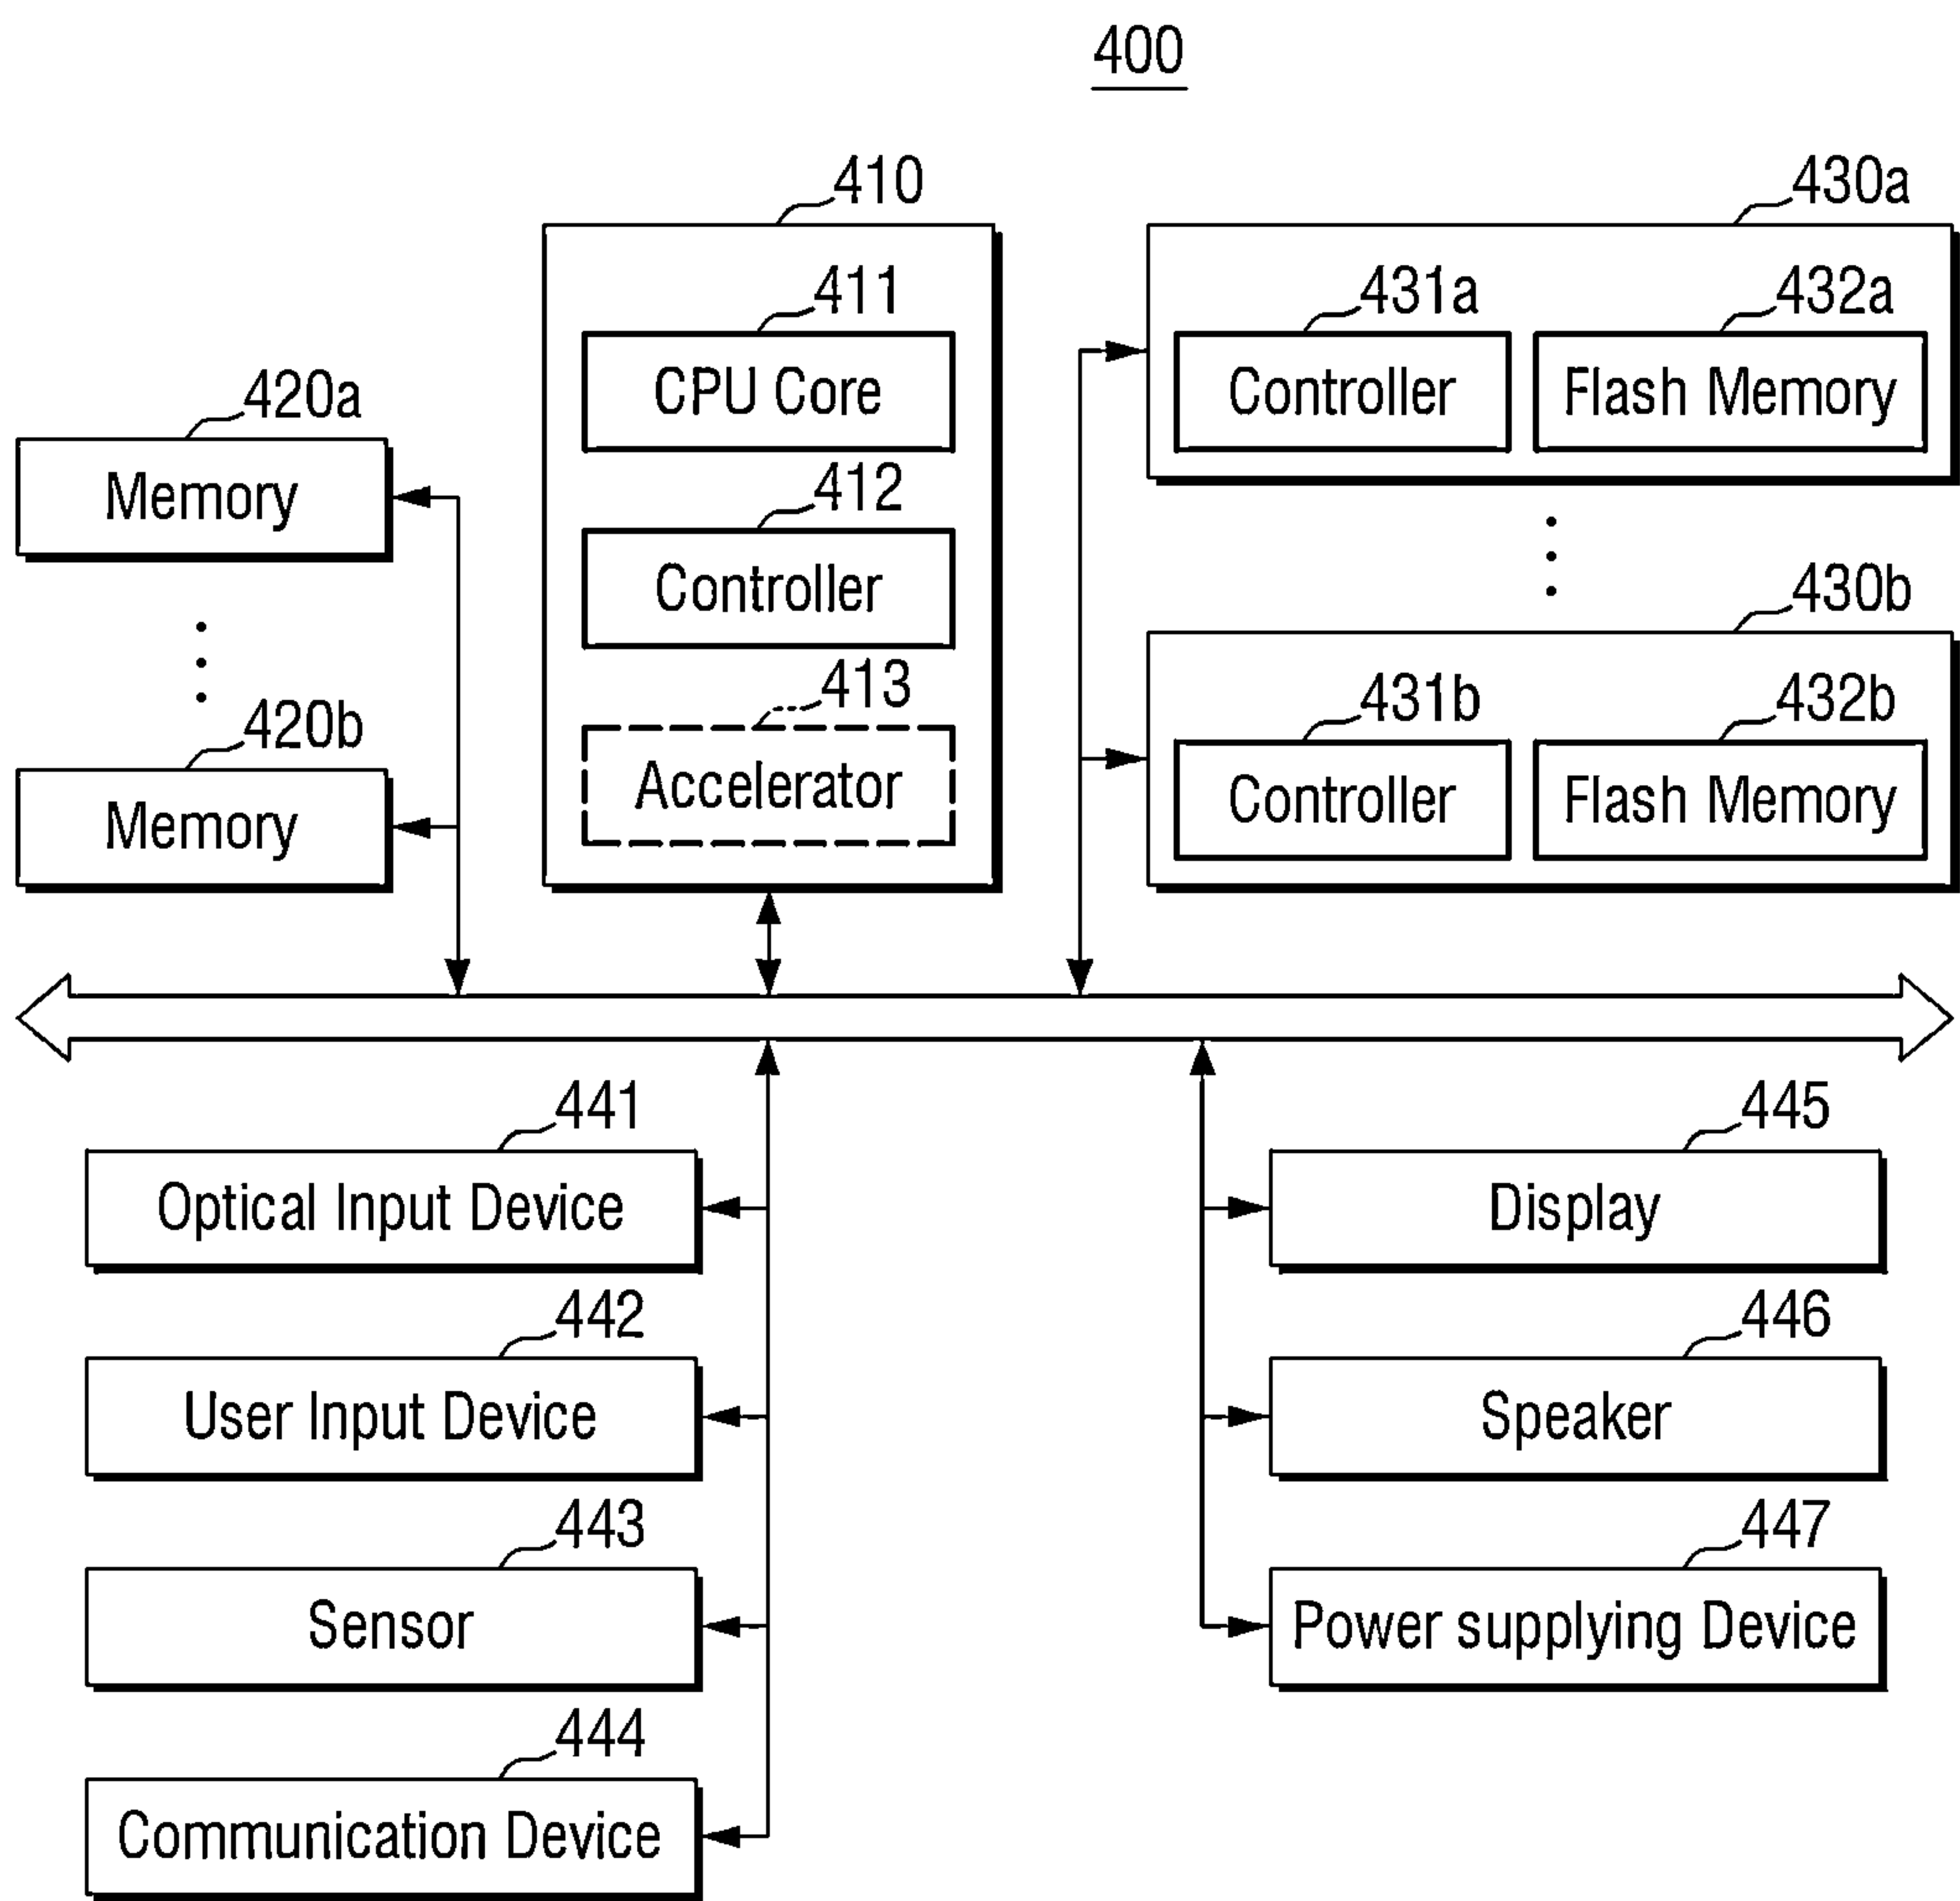 400
410
430a
411
431a
432a
CPU Core
Controller
Flash Memory
420a
Memory
412
Controller
430b
413
431b
432b
420b
Accelerator
Controller
Flash Memory
Memory
441
445
Optical Input Device
Display
442
446
User Input Device
Speaker
443
447
Sensor
Power supplying Device
444
Communication Device